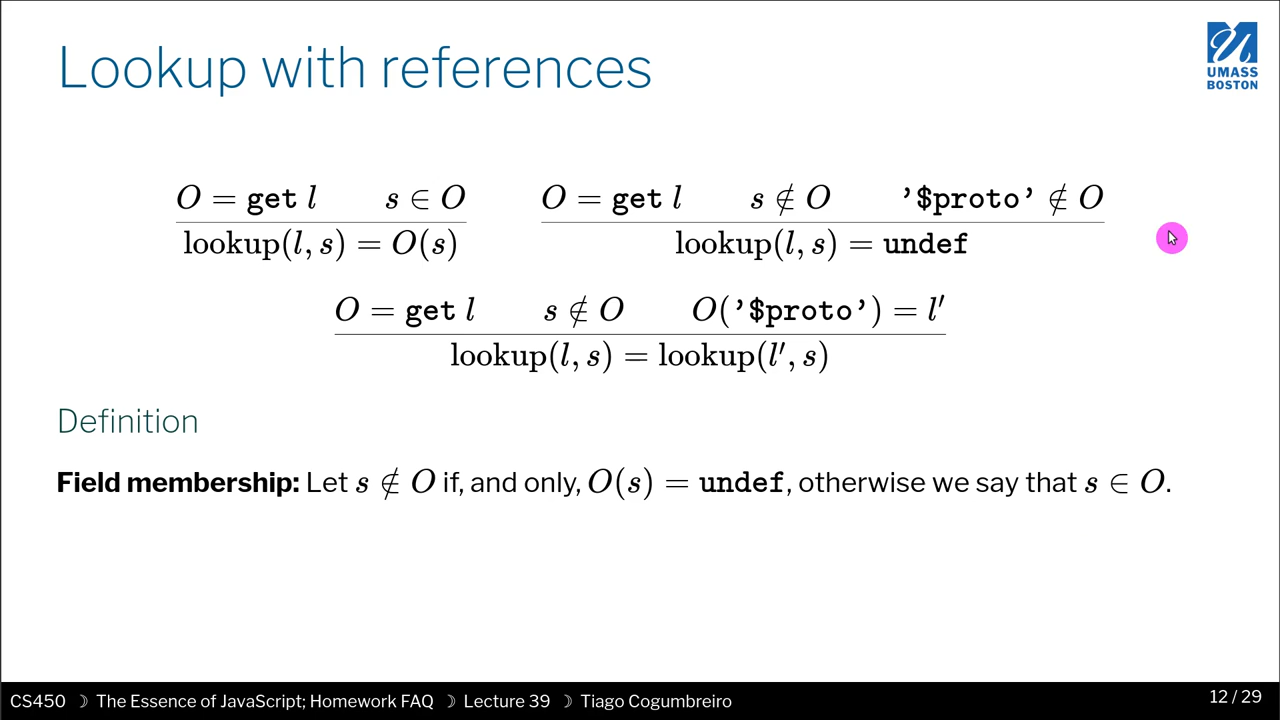 Lookup with references
UMASS
BOSTON
O = get l    s ∈ O    O = get l    s ∉ O    '$proto' ∉ O
lookup(l, s) = O(s)    lookup(l, s) = undef
O = get l    s ∉ O    O('$proto') = l′
lookup(l, s) = lookup(l′, s)
Definition
Field membership: Let s ∉ O if, and only, O(s) = undef, otherwise we say that s ∈ O.
CS450 ☽ The Essence of JavaScript; Homework FAQ ☽ Lecture 39 ☽ Tiago Cogumbreiro 12 / 29